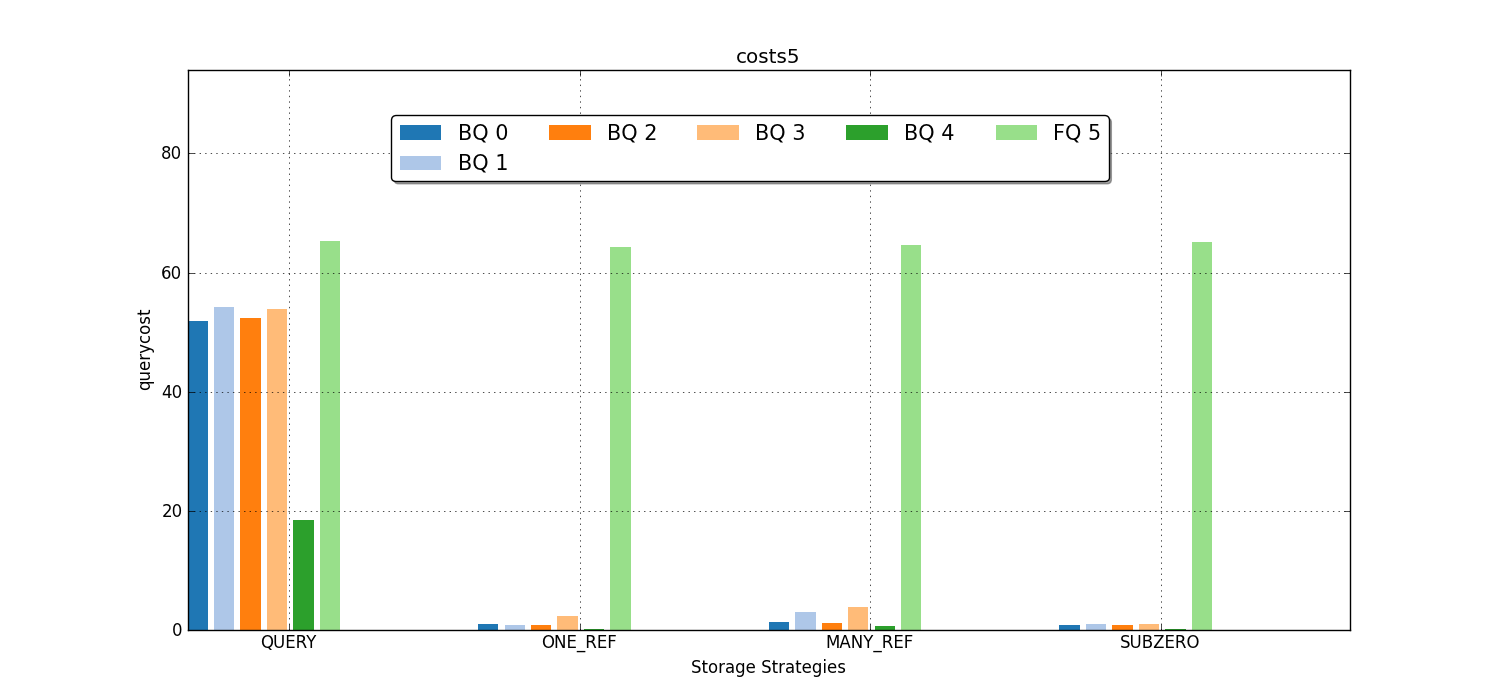 costs5
BQ 0 BQ 2 BQ 3 BQ 4 FQ 5
BQ 1
80
60
40
20
0
querycost
QUERY ONE_REF MANY_REF SUBZERO
Storage Strategies